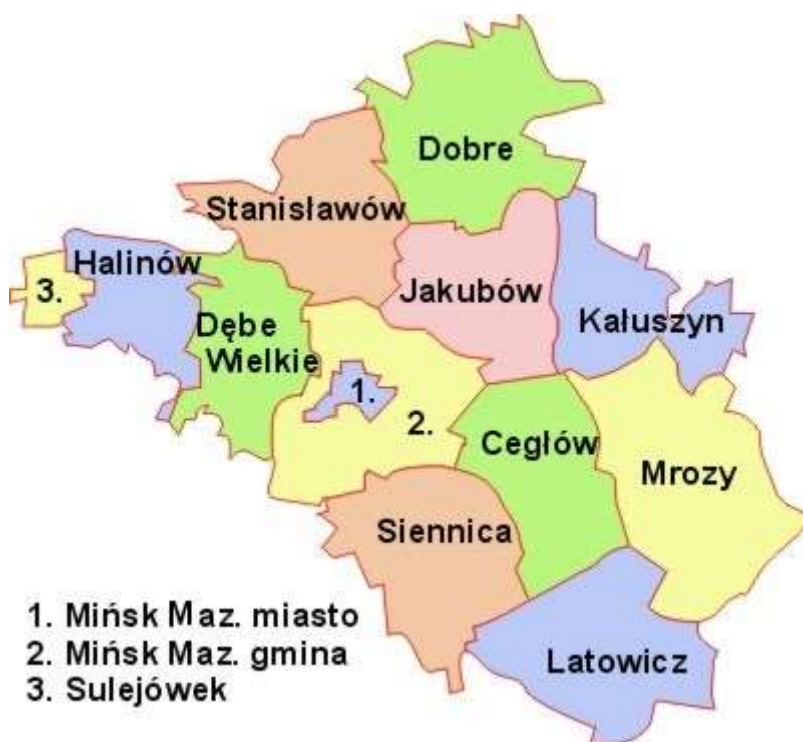 Dobre
Stanisławów
Halinów
3.
Jakubów
Kałuszyn
Dębe
Wielkie
1.
2.
Cegłów
Mrozy
Siennica
Latowicz
1. Mińsk Maz. miasto
2. Mińsk Maz. gmina
3. Sulejówek